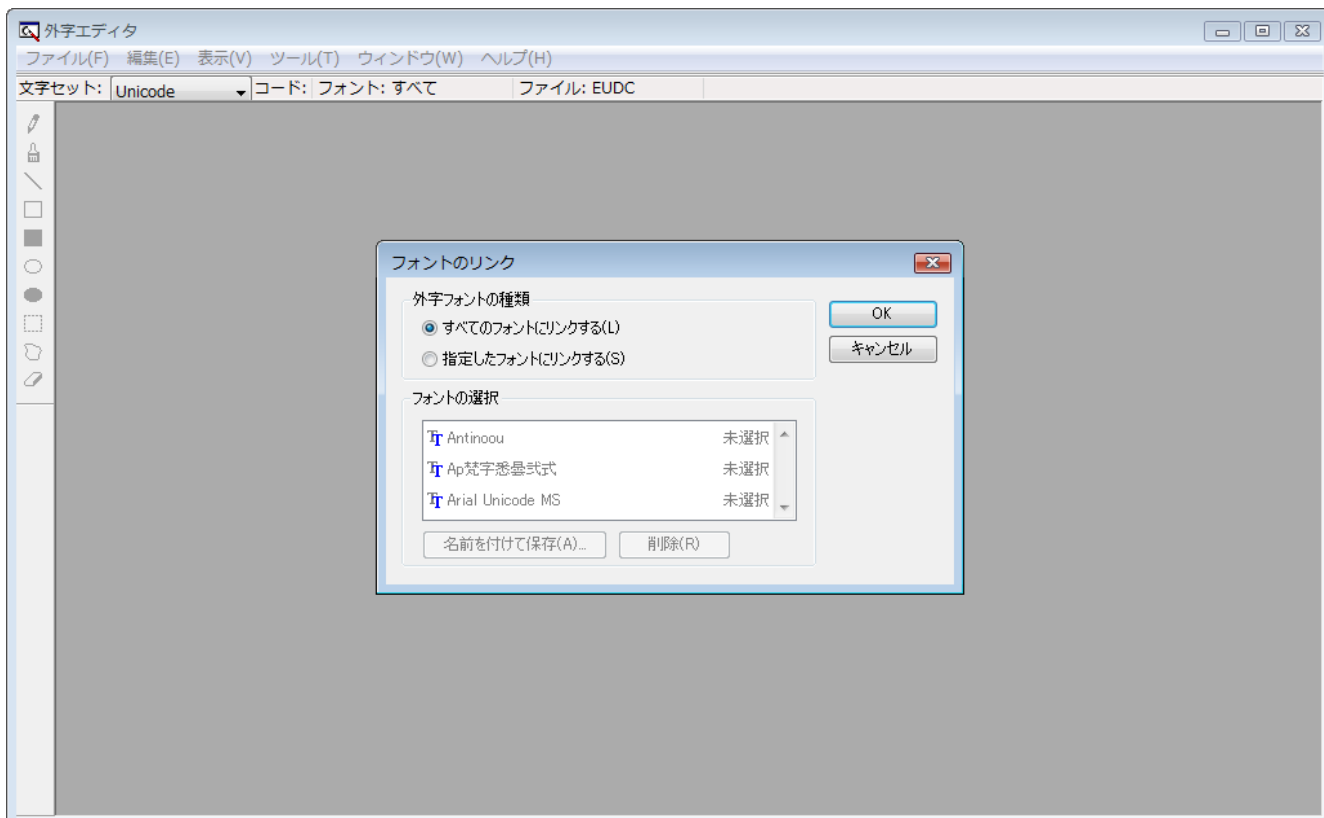 外字エディタ
ファイル(F) 編集(E) 表示(V) ツール(T) ウィンドウ(W) ヘルプ(H)
文字セット: Unicode コード: フォント: すべて ファイル: EUDC
フォントのリンク
外字フォントの種類
すべてのフォントにリンクする(L)
指定したフォントにリンクする(S)
OK
キャンセル
フォントの選択
Antinoou 未選択
Ap梵字悉曇弐式 未選択
Arial Unicode MS 未選択
名前を付けて保存(A)... 削除(R)